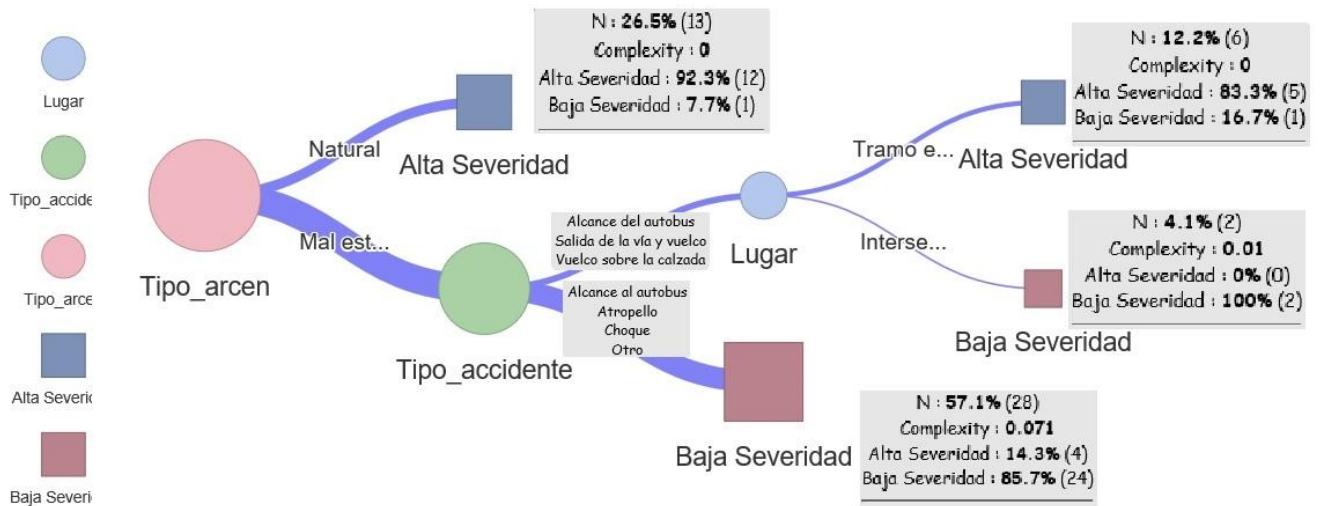 Lugar
Tipo_accide
Tipo_arce
Alta Severic
Baja Severi
Tipo_arcen
Natural
Mal est...
N : 26.5% (13)
Complexity : 0
Alta Severidad : 92.3% (12)
Baja Severidad : 7.7% (1)
Alta Severidad
Tipo_accidente
Alcance del autobus
Salida de la vía y vuelco
Vuelco sobre la calzada
Alcance al autobus
Atropello
Choque
Otro
Lugar
Tramo e...
Interse...
N : 12.2% (6)
Complexity : 0
Alta Severidad : 83.3% (5)
Baja Severidad : 16.7% (1)
Alta Severidad
N : 4.1% (2)
Complexity : 0.01
Alta Severidad : 0% (0)
Baja Severidad : 100% (2)
Baja Severidad
Baja Severidad
N : 57.1% (28)
Complexity : 0.071
Alta Severidad : 14.3% (4)
Baja Severidad : 85.7% (24)